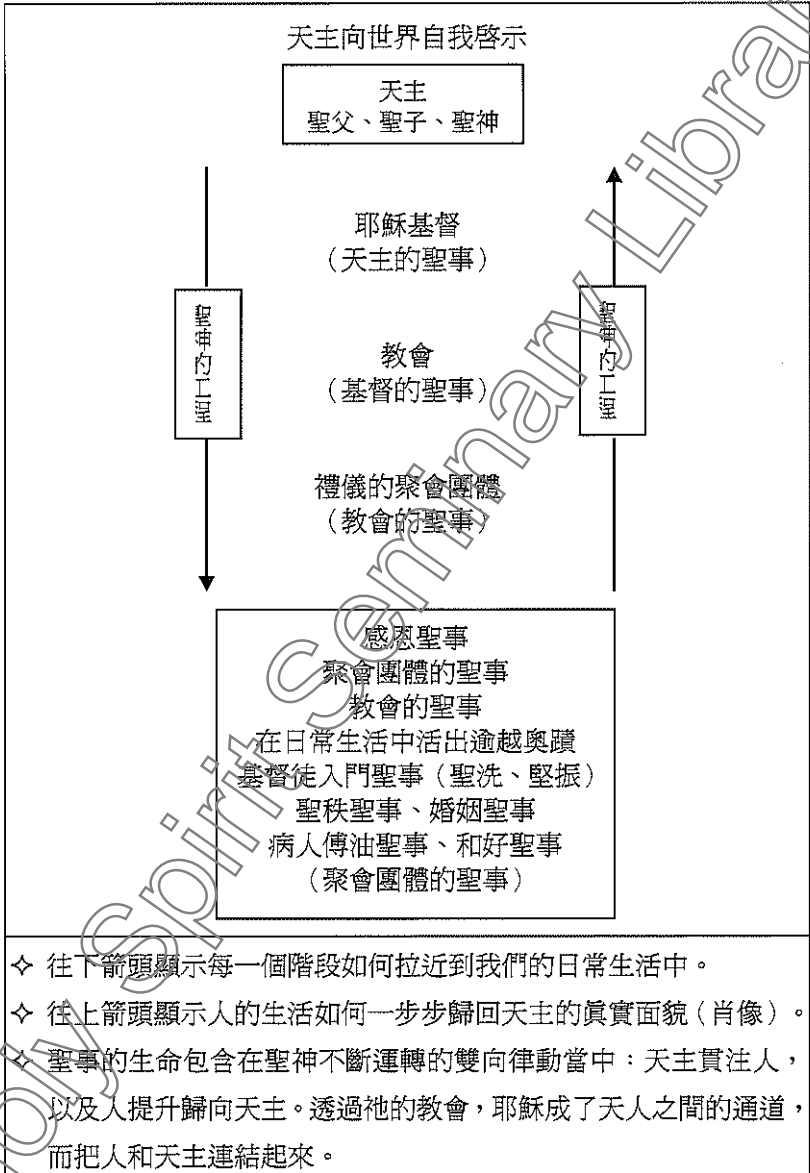 天主向世界自我啓示
天主
聖父、聖子、聖神
耶穌基督
（天主的聖事）
聖神的工程
教會
（基督的聖事）
聖神的工程
禮儀的聚會團體
（教會的聖事）
感恩聖事
聚會團體的聖事
教會的聖事
在日常生活中活出逾越奧蹟
基督徒入門聖事（聖洗、堅振）
聖秩聖事、婚姻聖事
病人傅油聖事、和好聖事
（聚會團體的聖事）
✧ 往下箭頭顯示每一個階段如何拉近到我們的日常生活中。
✧ 往上箭頭顯示人的生活如何一步步歸回天主的眞實面貌（肖像）。
✧ 聖事的生命包含在聖神不斷運轉的雙向律動當中：天主貫注人，
以及人提升歸向天主。透過祂的教會，耶穌成了天人之間的通道，
而把人和天主連結起來。
Holy Spirit Seminary Library